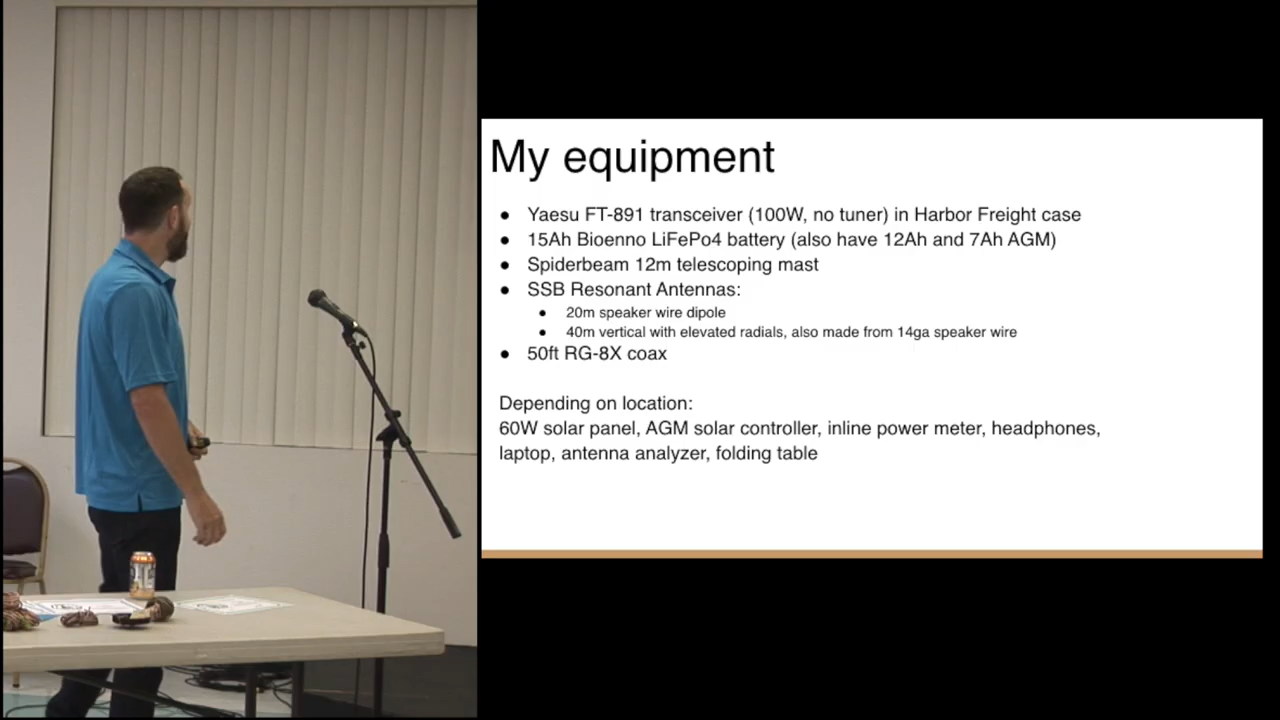 My equipment
● Yaesu FT-891 transceiver (100W, no tuner) in Harbor Freight case
● 15Ah Bioenno LiFePo4 battery (also have 12Ah and 7Ah AGM)
● Spiderbeam 12m telescoping mast
● SSB Resonant Antennas:
● 20m speaker wire dipole
● 40m vertical with elevated radials, also made from 14ga speaker wire
● 50ft RG-8X coax
Depending on location:
60W solar panel, AGM solar controller, inline power meter, headphones,
laptop, antenna analyzer, folding table